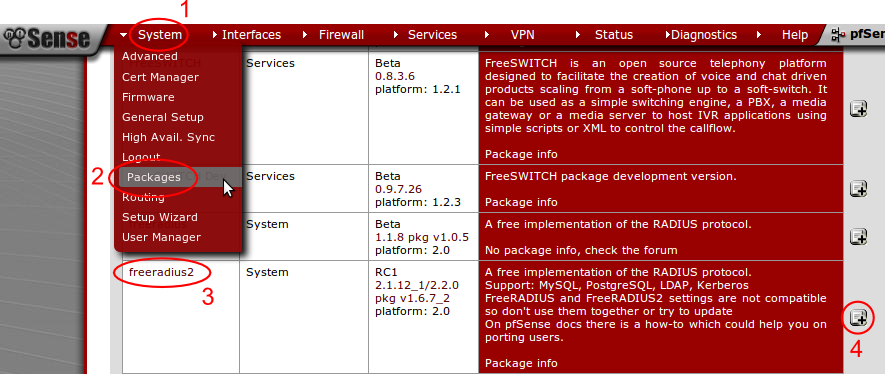 1
Sense
System
Interfaces
Firewall
Services
VPN
Status
Diagnostics
Help
pfSen
Advanced
Cert Manager
Firmware
General Setup
High Avail. Sync
Logout
2
Packages
Routing
Setup Wizard
User Manager
Services
Beta
0.8.3.6
platform: 1.2.1
FreeSWITCH is an open source telephony platform
designed to facilitate the creation of voice and chat driven
products scaling from a soft-phone up to a soft-switch. It
can be used as a simple switching engine, a PBX, a media
gateway or a media server to host IVR applications using
simple scripts or XML to control the callflow.
Package info
Services
Beta
0.9.7.26
platform: 1.2.3
FreeSWITCH package development version.
Package info
System
Beta
1.1.8 pkg v1.0.5
platform: 2.0
A free implementation of the RADIUS protocol.
No package info, check the forum
freeradius2
3
System
RC1
2.1.12_1/2.2.0
pkg v1.6.7_2
platform: 2.0
A free implementation of the RADIUS protocol.
Support: MySQL, PostgreSQL, LDAP, Kerberos
FreeRADIUS and FreeRADIUS2 settings are not compatible
so don't use them together or try to update
On pfSense docs there is a how-to which could help you on
porting users.
Package info
4